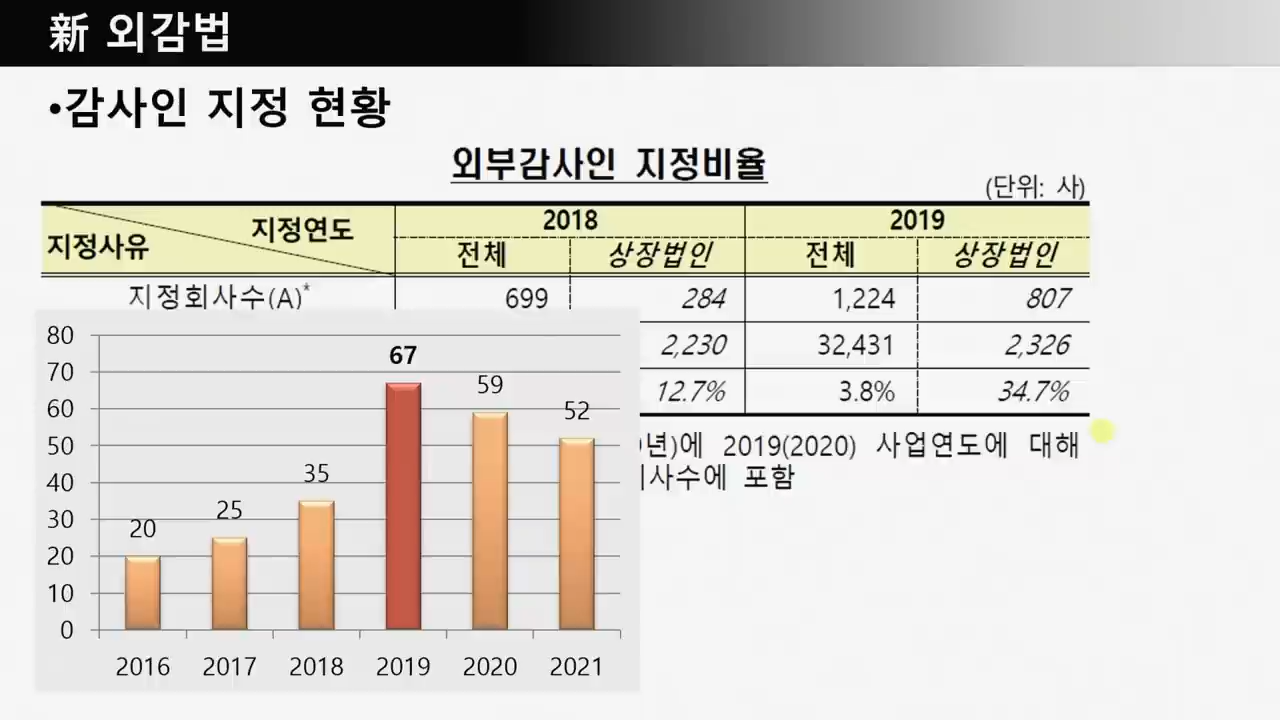 新 외감법
•감사인 지정 현황
외부감사인 지정비율
(단위: 사)
지정사유 지정연도 2018 2019
전체 상장법인 전체 상장법인
지정회사수(A)* 699 284 1,224 807
2,230 32,431 2,326
12.7% 3.8% 34.7%
년)에 2019(2020) 사업연도에 대해
사수에 포함
80
70
60
50
40
30
20
10
0
20 25 35 67 59 52
2016 2017 2018 2019 2020 2021